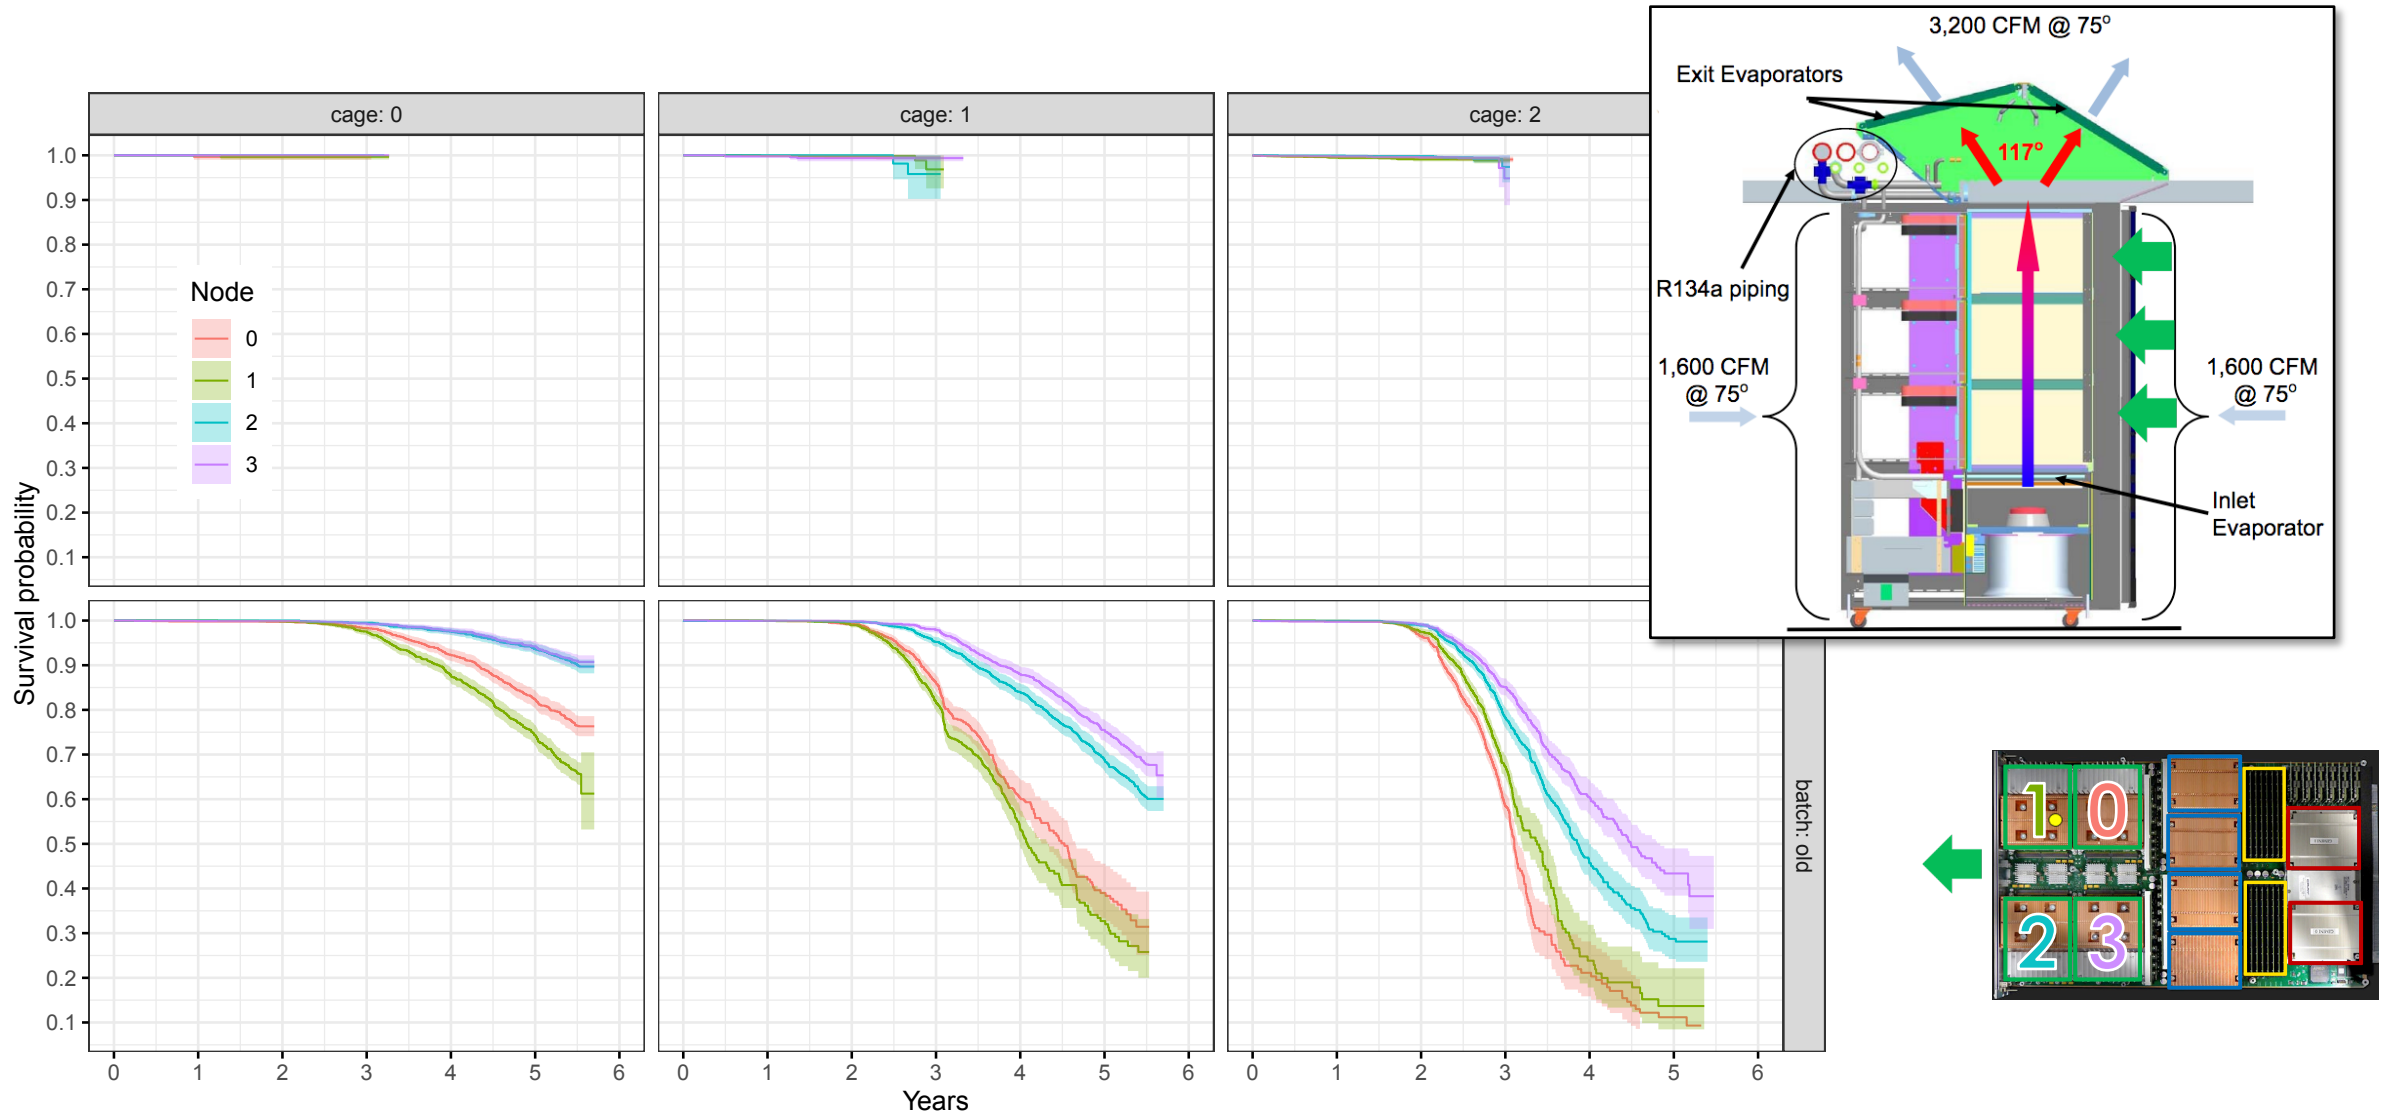 cage: 0
cage: 1
cage: 2
Survival probability
1.0
0.9
0.8
0.7
0.6
0.5
0.4
0.3
0.2
0.1
Node
0
1
2
3
1.0
0.9
0.8
0.7
0.6
0.5
0.4
0.3
0.2
0.1
0 1 2 3 4 5 6
0 1 2 3 4 5 6
0 1 2 3 4 5 6
Years
batch: old
3,200 CFM @ 75°
Exit Evaporators
117°
R134a piping
1,600 CFM
@ 75°
1,600 CFM
@ 75°
Inlet
Evaporator
1 0
2 3